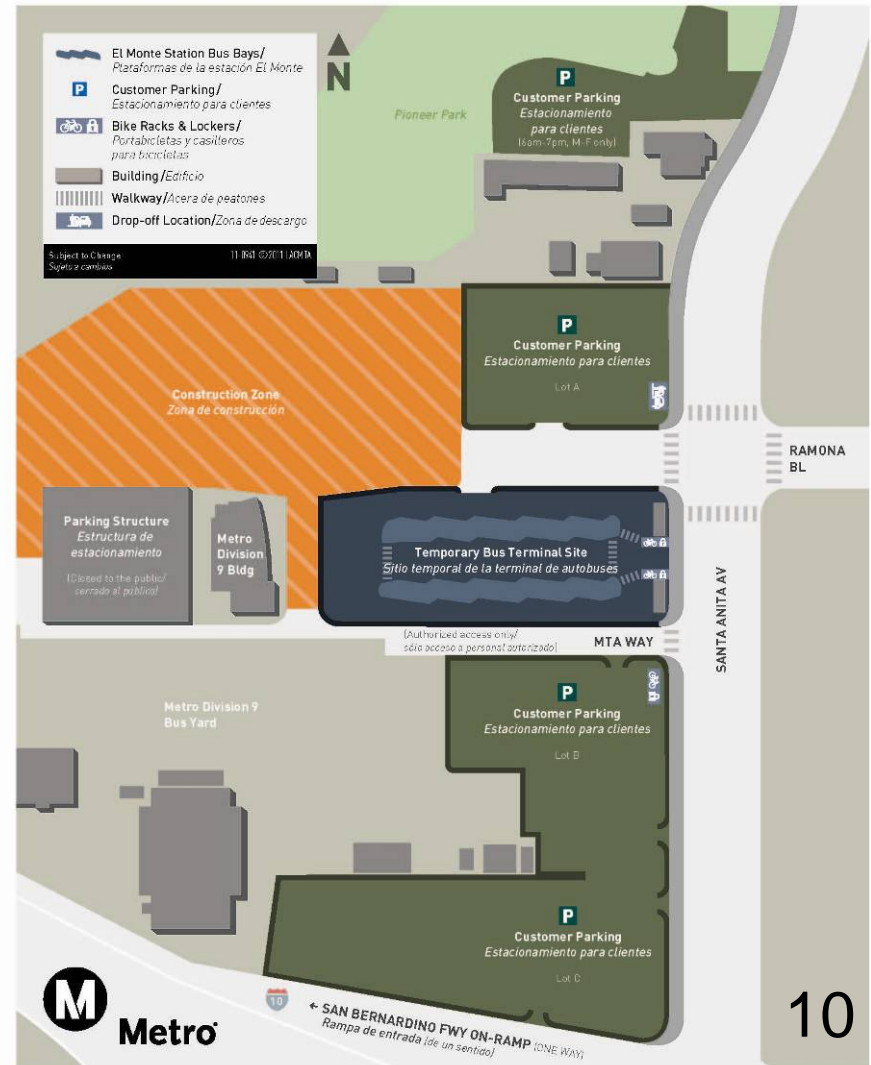 El Monte Station Bus Bays/
Plataformas de la estación El Monte
P
Customer Parking/
Estacionamiento para clientes
Bike Racks & Lockers/
Portabicicletas y casilleros
para bicicletas
Building/Edificio
Walkway/Acera de peatones
Drop-off Location/Zona de descargo
Subject to Change
Sujeto a cambios
11-0961 ©2011 LACMTA
N
Pioneer Park
P
Customer Parking
Estacionamiento
para clientes
(6am-7pm, M-F only)
P
Customer Parking
Estacionamiento para clientes
Lot A
Construction Zone
Zona de construcción
RAMONA
BL
Parking Structure
Estructura de
estacionamiento
(Closed to the public/
cerrado al público)
Metro
Division
9 Bldg
Temporary Bus Terminal Site
Sitio temporal de la terminal de autobuses
(Authorized access only/
sólo acceso a personal autorizado)
MTA WAY
SANTA ANITA AV
Metro Division 9
Bus Yard
P
Customer Parking
Estacionamiento para clientes
Lot B
P
Customer Parking
Estacionamiento para clientes
Lot C
10
← SAN BERNARDINO FWY ON-RAMP (ONE WAY)
Rampa de entrada (de un sentido)
M
Metro
10